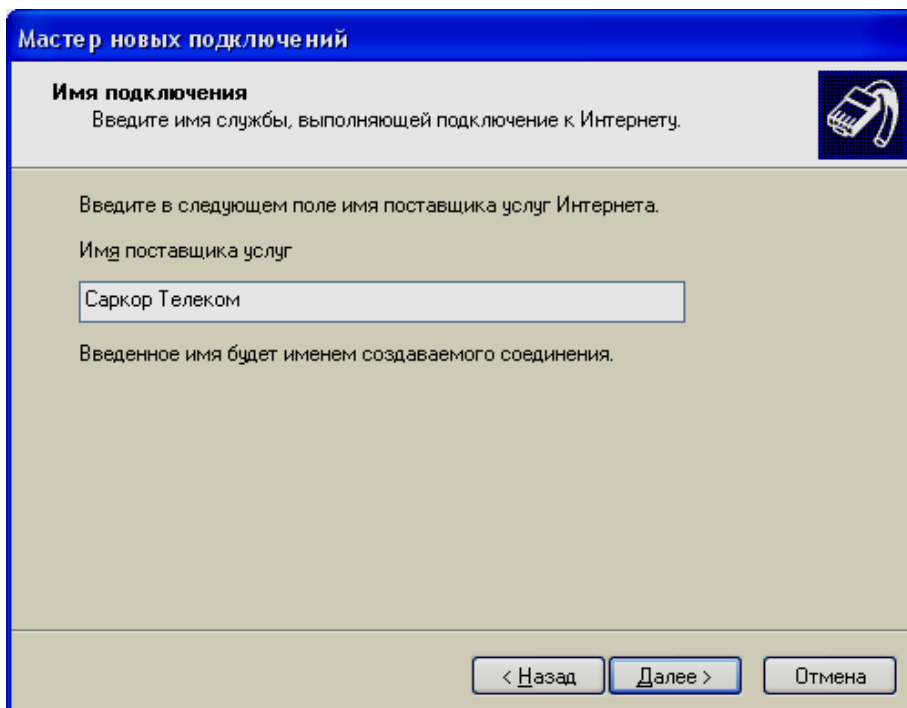 Мастер новых подключений
Имя подключения
Введите имя службы, выполняющей подключение к Интернету.
Введите в следующем поле имя поставщика услуг Интернета.
Имя поставщика услуг
Саркор Телеком
Введенное имя будет именем создаваемого соединения.
< Назад Далее > Отмена